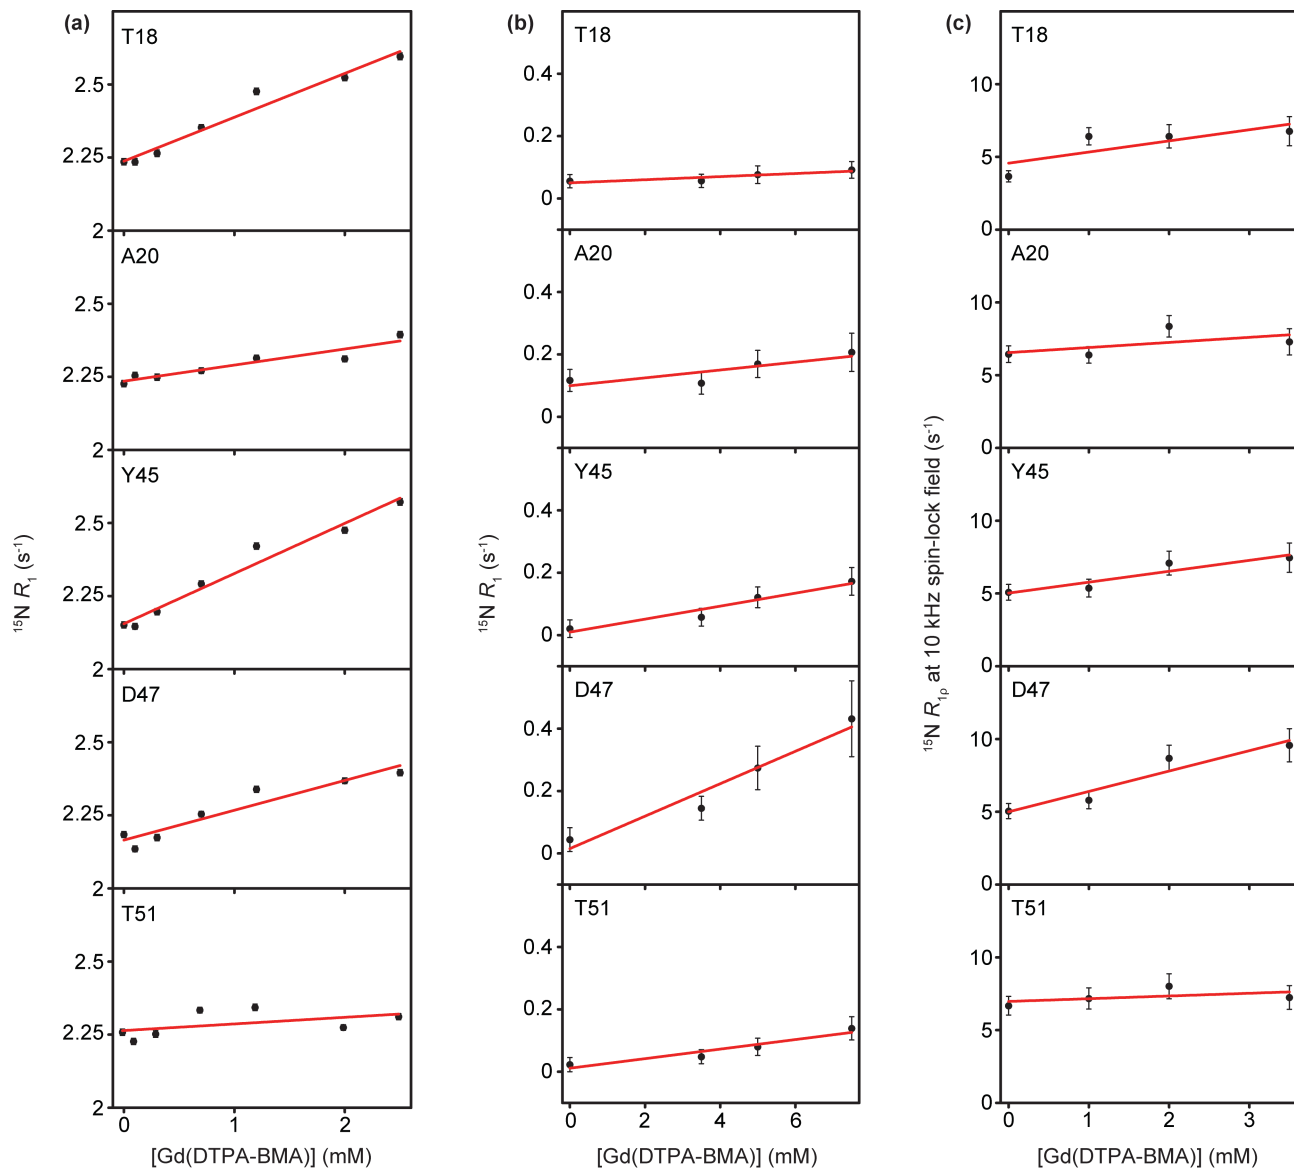 (a)
T18
2.5
2.25
2
A20
2.5
2.25
2
Y45
2.5
2.25
2
D47
2.5
2.25
2
T51
2.5
2.25
2
0 1 2
¹⁵N R₁ (s⁻¹)
[Gd(DTPA-BMA)] (mM)
(b)
T18
0.4
0.2
0
A20
0.4
0.2
0
Y45
0.4
0.2
0
D47
0.4
0.2
0
T51
0.4
0.2
0
0 2 4 6
¹⁵N R₁ (s⁻¹)
[Gd(DTPA-BMA)] (mM)
(c)
T18
10
5
0
A20
10
5
0
Y45
10
5
0
D47
10
5
0
T51
10
5
0
0 1 2 3
¹⁵N R₁ρ at 10 kHz spin-lock field (s⁻¹)
[Gd(DTPA-BMA)] (mM)